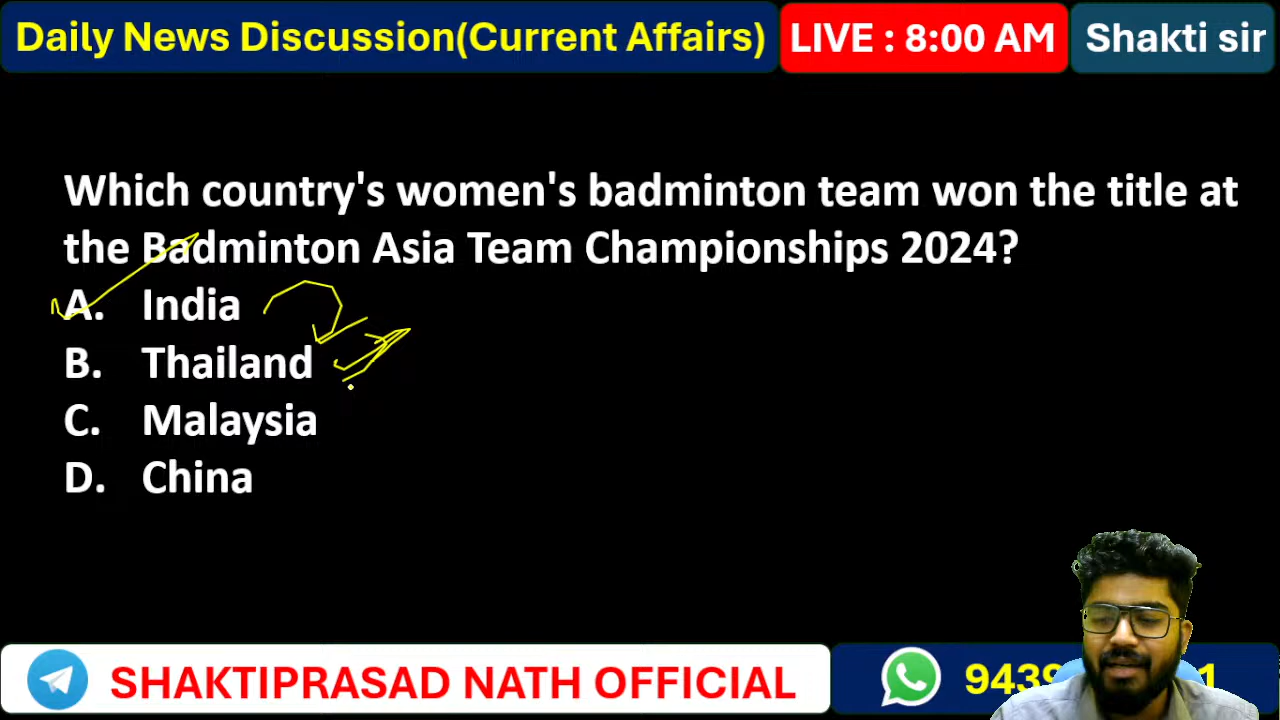 Daily News Discussion(Current Affairs) LIVE : 8:00 AM Shakti sir
Which country's women's badminton team won the title at
the Badminton Asia Team Championships 2024?
A. India
B. Thailand
C. Malaysia
D. China
SHAKTIPRASAD NATH OFFICIAL